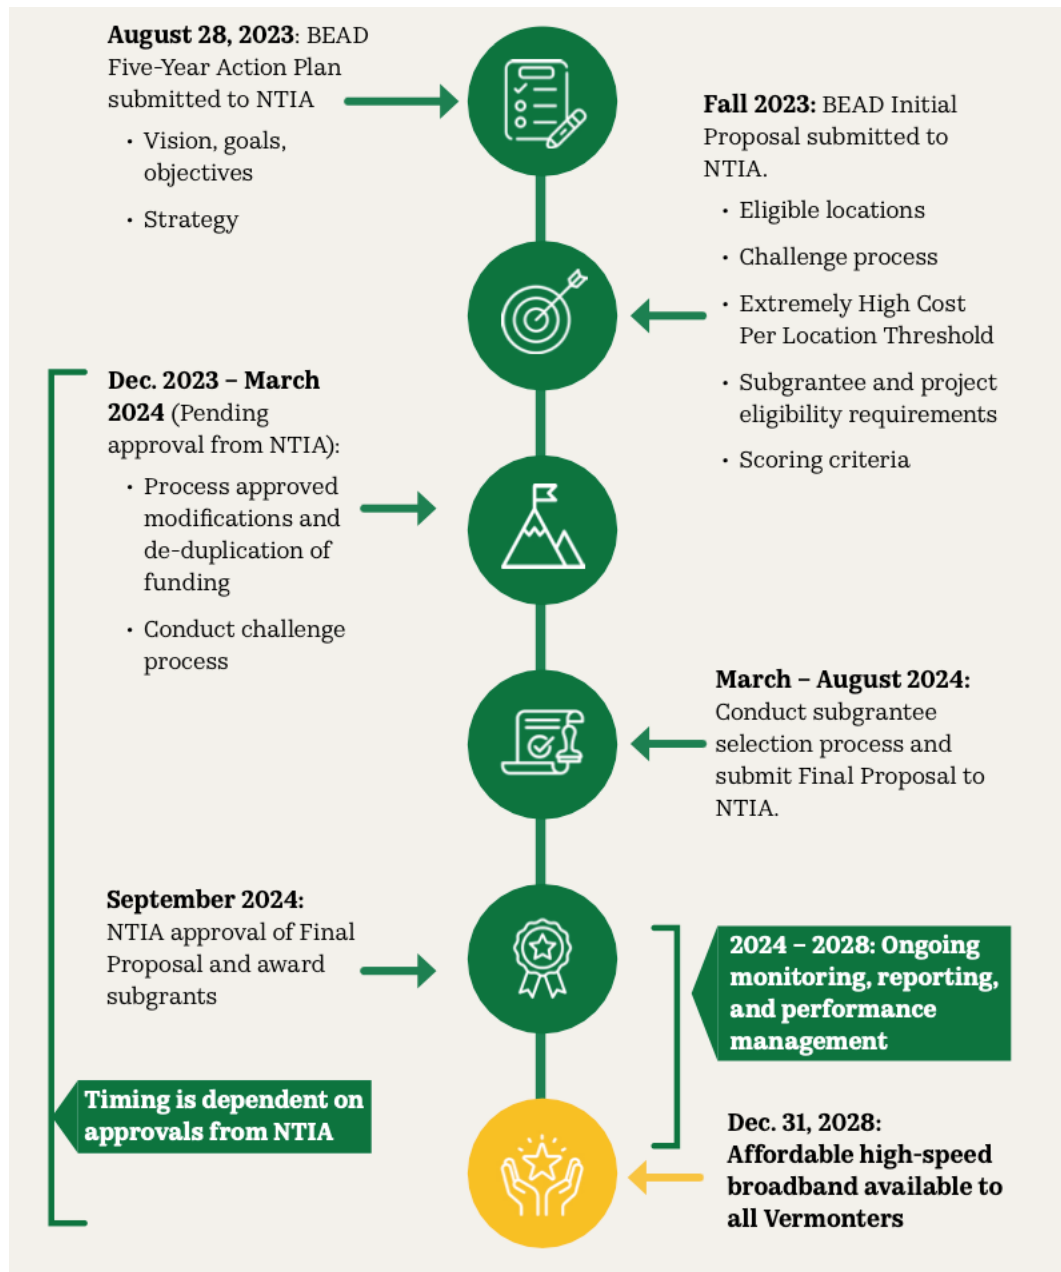 August 28, 2023: BEAD
Five-Year Action Plan
submitted to NTIA
• Vision, goals,
objectives
• Strategy
Fall 2023: BEAD Initial
Proposal submitted to
NTIA.
• Eligible locations
• Challenge process
• Extremely High Cost
Per Location Threshold
• Subgrantee and project
eligibility requirements
• Scoring criteria
Dec. 2023 – March
2024 (Pending
approval from NTIA):
• Process approved
modifications and
de-duplication of
funding
• Conduct challenge
process
March – August 2024:
Conduct subgrantee
selection process and
submit Final Proposal to
NTIA.
September 2024:
NTIA approval of Final
Proposal and award
subgrants
2024 – 2028: Ongoing
monitoring, reporting,
and performance
management
Timing is dependent on
approvals from NTIA
Dec. 31, 2028:
Affordable high-speed
broadband available to
all Vermonters